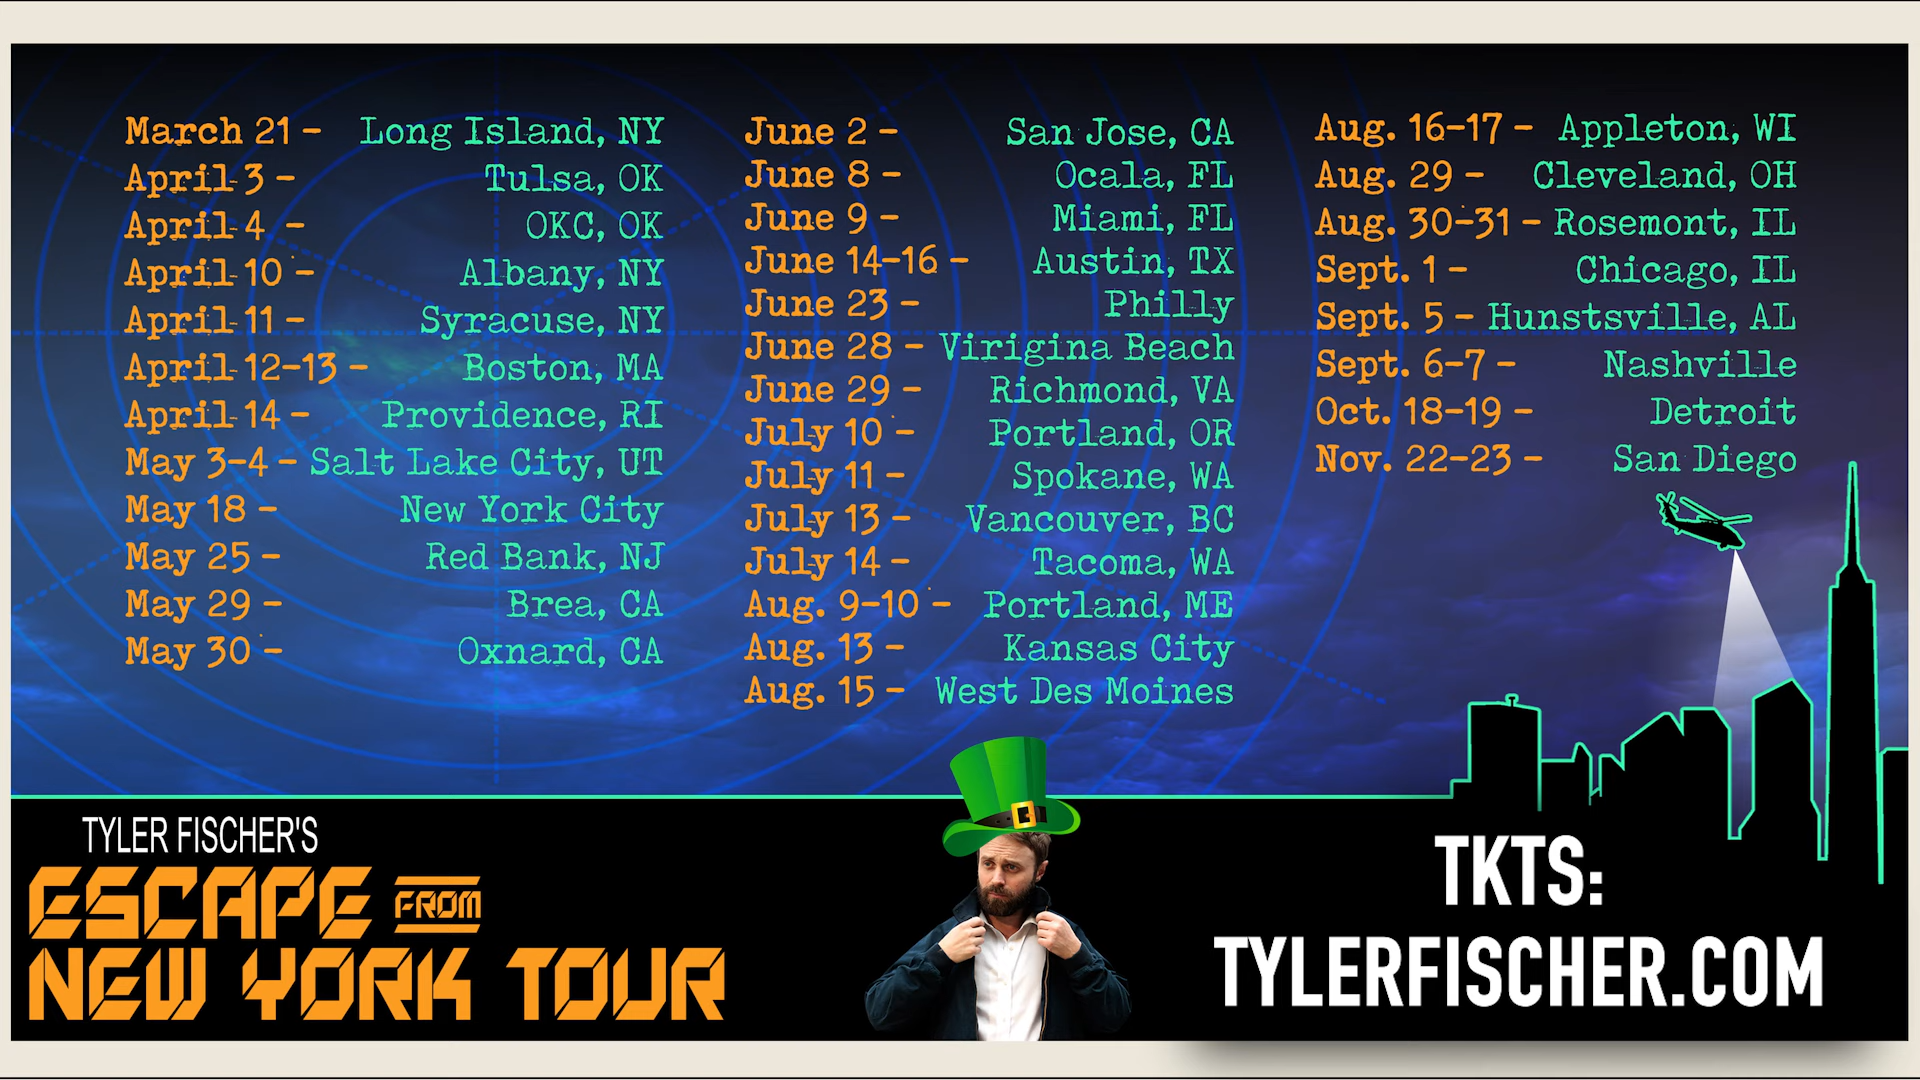 March 21 – Long Island, NY
April 3 – Tulsa, OK
April 4 – OKC, OK
April 10 – Albany, NY
April 11 – Syracuse, NY
April 12-13 – Boston, MA
April 14 – Providence, RI
May 3-4 – Salt Lake City, UT
May 18 – New York City
May 25 – Red Bank, NJ
May 29 – Brea, CA
May 30 – Oxnard, CA
June 2 – San Jose, CA
June 8 – Ocala, FL
June 9 – Miami, FL
June 14-16 – Austin, TX
June 23 – Philly
June 28 – Virigina Beach
June 29 – Richmond, VA
July 10 – Portland, OR
July 11 – Spokane, WA
July 13 – Vancouver, BC
July 14 – Tacoma, WA
Aug. 9-10 – Portland, ME
Aug. 13 – Kansas City
Aug. 15 – West Des Moines
Aug. 16-17 – Appleton, WI
Aug. 29 – Cleveland, OH
Aug. 30-31 – Rosemont, IL
Sept. 1 – Chicago, IL
Sept. 5 – Hunstsville, AL
Sept. 6-7 – Nashville
Oct. 18-19 – Detroit
Nov. 22-23 – San Diego
TYLER FISCHER'S
ESCAPE FROM
NEW YORK TOUR
TKTS:
TYLERFISCHER.COM